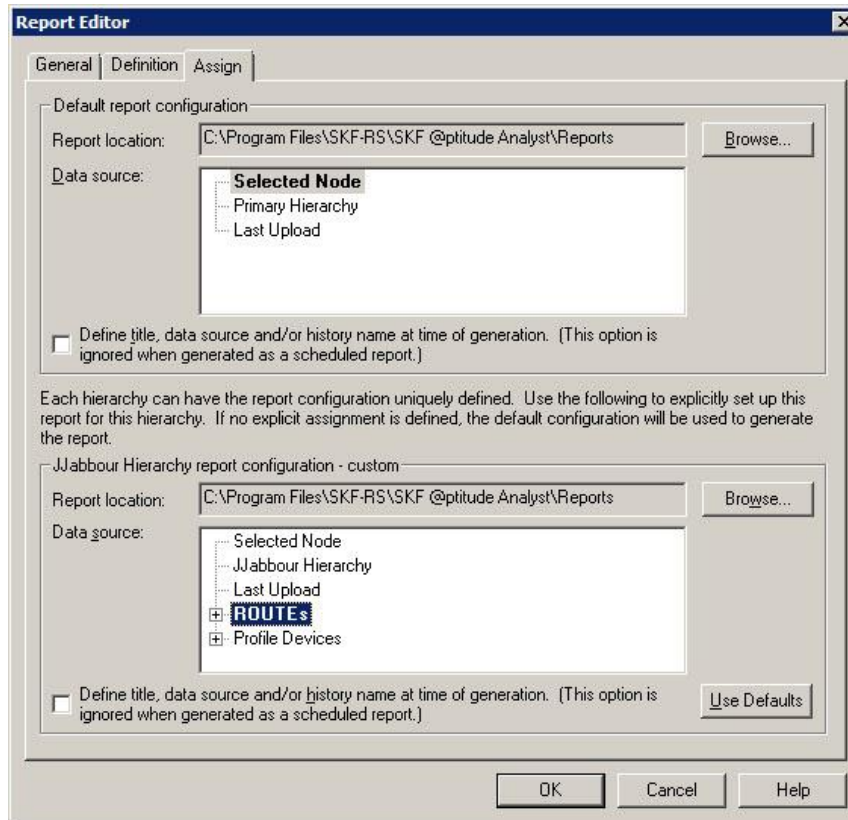 Report Editor
General
Definition
Assign
Default report configuration
Report location:
C:\Program Files\SKF-RS\SKF @ptitude Analyst\Reports
Browse...
Data source:
Selected Node
Primary Hierarchy
Last Upload
Define title, data source and/or history name at time of generation. (This option is
ignored when generated as a scheduled report.)
Each hierarchy can have the report configuration uniquely defined. Use the following to explicitly set up this
report for this hierarchy. If no explicit assignment is defined, the default configuration will be used to generate
the report.
JJabbour Hierarchy report configuration - custom
Report location:
C:\Program Files\SKF-RS\SKF @ptitude Analyst\Reports
Browse...
Data source:
Selected Node
JJabbour Hierarchy
Last Upload
ROUTEs
Profile Devices
Define title, data source and/or history name at time of generation. (This option is
ignored when generated as a scheduled report.)
Use Defaults
OK
Cancel
Help